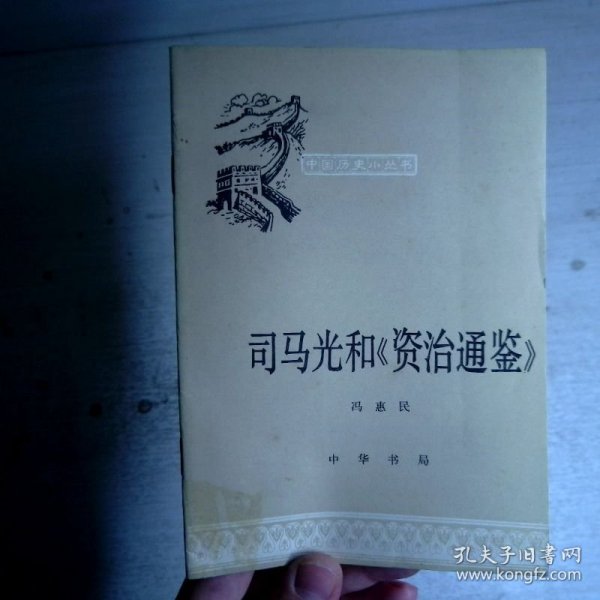 中国历史小丛书
司马光和《资治通鉴》
冯惠民
中华书局
孔夫子旧书网
www.kongfz.com